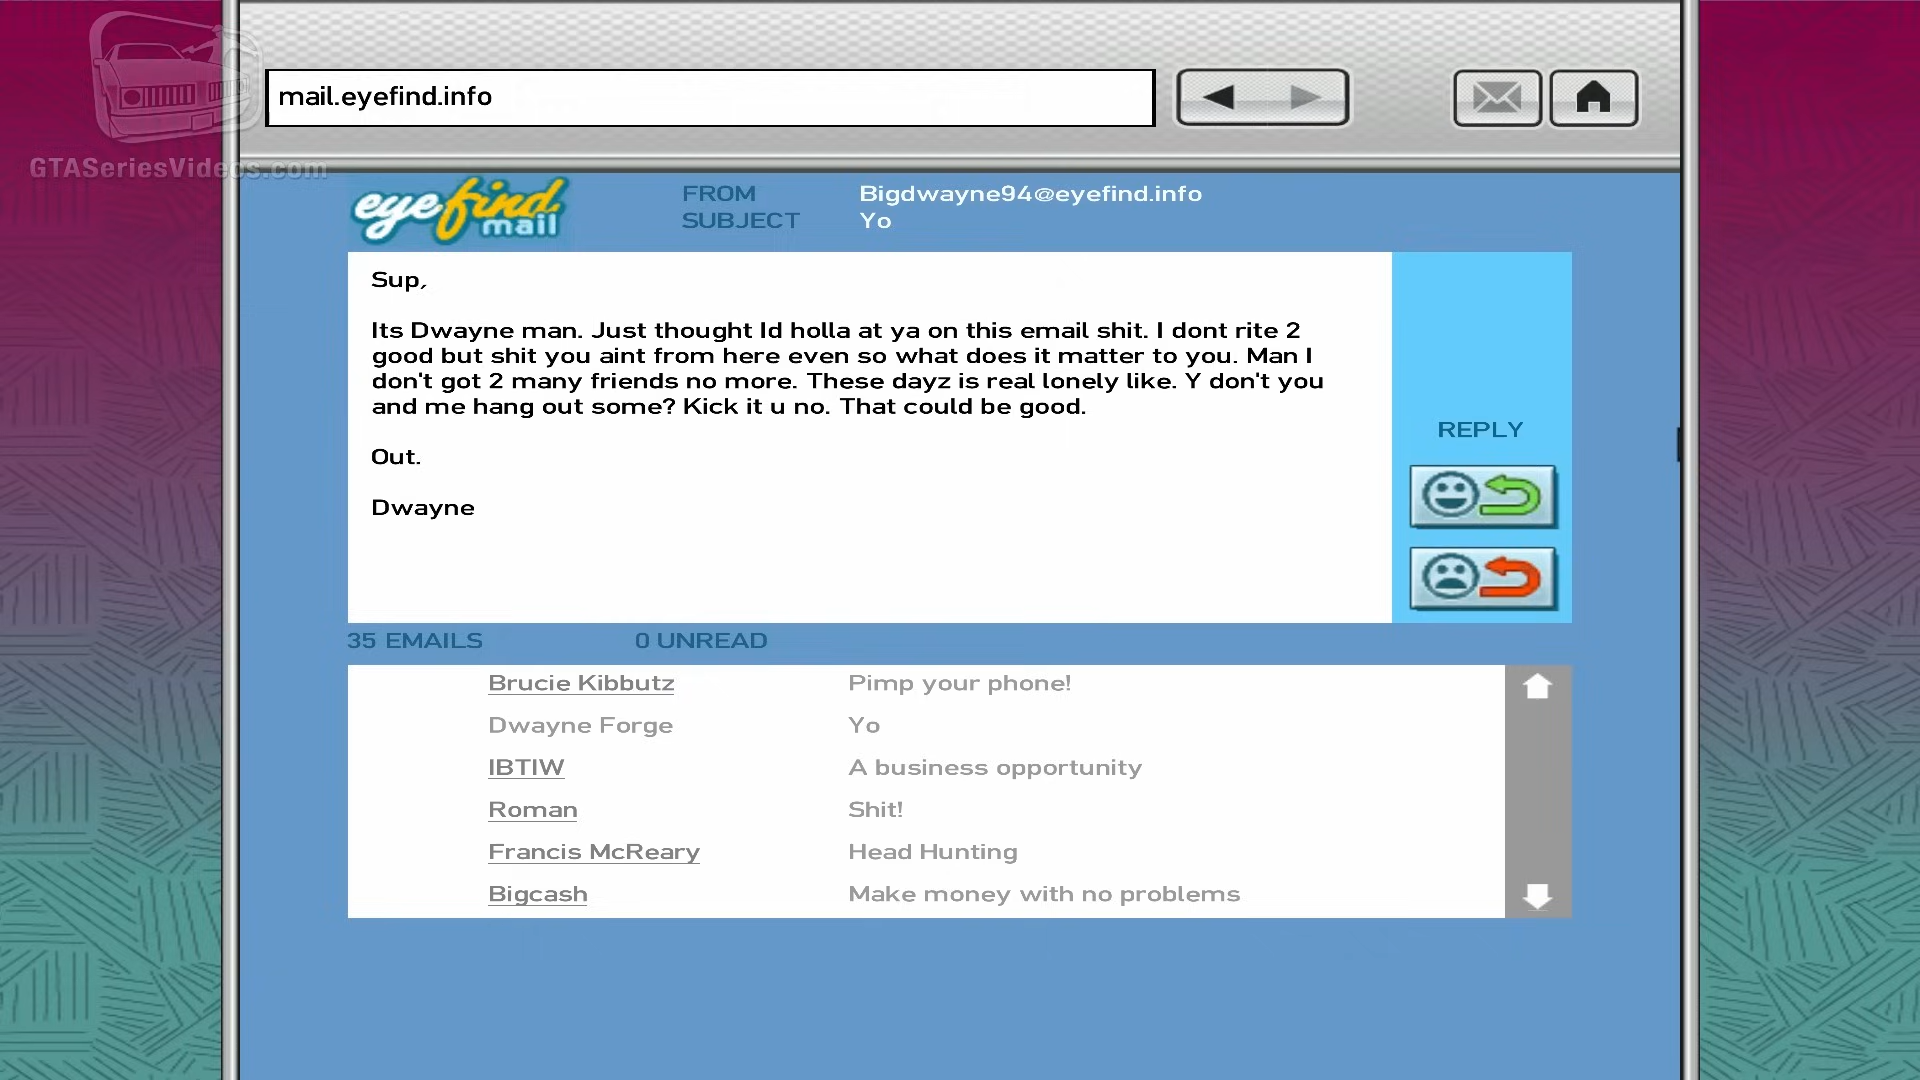 mail.eyefind.info
GTASeriesVideos.com
eyefind
mail
FROM Bigdwayne94@eyefind.info
SUBJECT Yo
Sup,
Its Dwayne man. Just thought Id holla at ya on this email shit. I dont rite 2
good but shit you aint from here even so what does it matter to you. Man I
don't got 2 many friends no more. These dayz is real lonely like. Y don't you
and me hang out some? Kick it u no. That could be good.
Out.
Dwayne
REPLY
35 EMAILS 0 UNREAD
Brucie Kibbutz Pimp your phone!
Dwayne Forge Yo
IBTIW A business opportunity
Roman Shit!
Francis McReary Head Hunting
Bigcash Make money with no problems